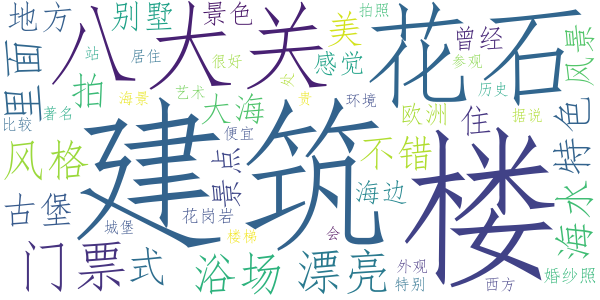 地方
别墅
景色
美
拍照
曾经
风景
里面
八大关
花石
站
居住
很好
感觉
女
参观
拍
著名
海景
艺术
贵
历史
比较
大海
环境
欧洲
住
据说
特色
风格
建筑
便宜
不错
楼
景点
古堡
花岗岩
海边
海水
城堡
楼梯
会
门票
式
浴场
漂亮
外观
特别
西方
婚纱照